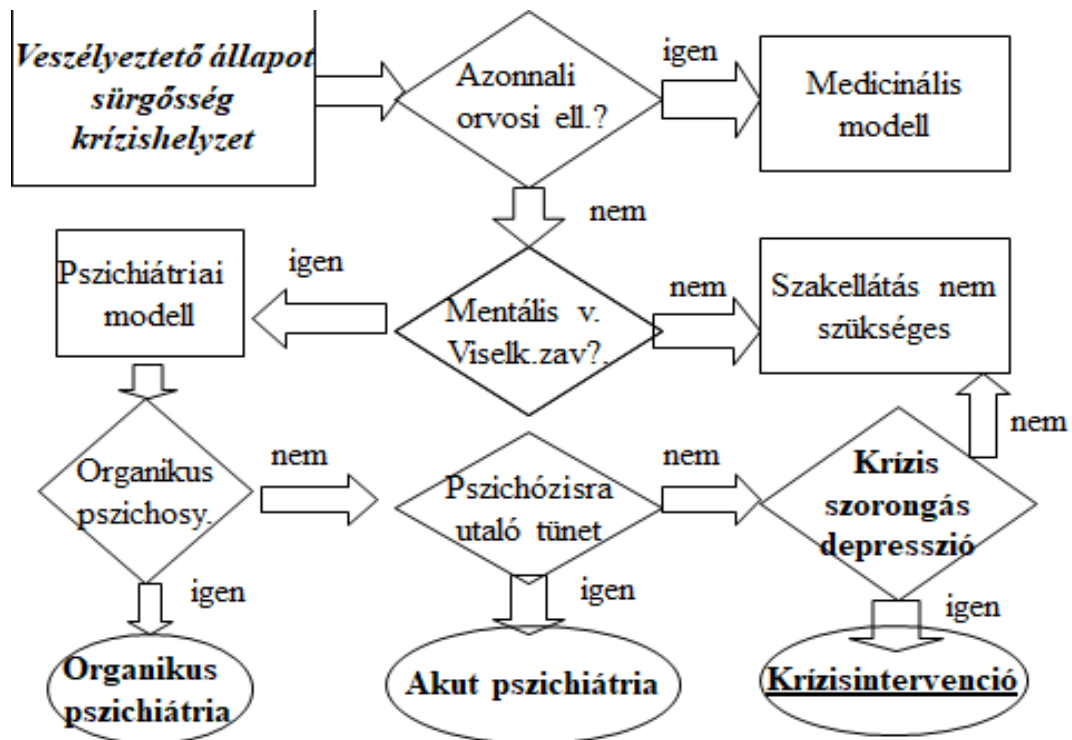 Veszélyeztető állapot
sürgősség
krízishelyzet
Azonnali
orvosi ell.?
igen
Medicinális
modell
nem
Pszichiátriai
modell
igen
Mentális v.
Viselk.zav?.
nem
Szakellátás nem
szükséges
nem
Organikus
pszichosy.
nem
Pszichózisra
utaló tünet
nem
Krízis
szorongás
depresszió
igen
igen
igen
Organikus
pszichiátria
Akut pszichiátria
Krízisintervenció